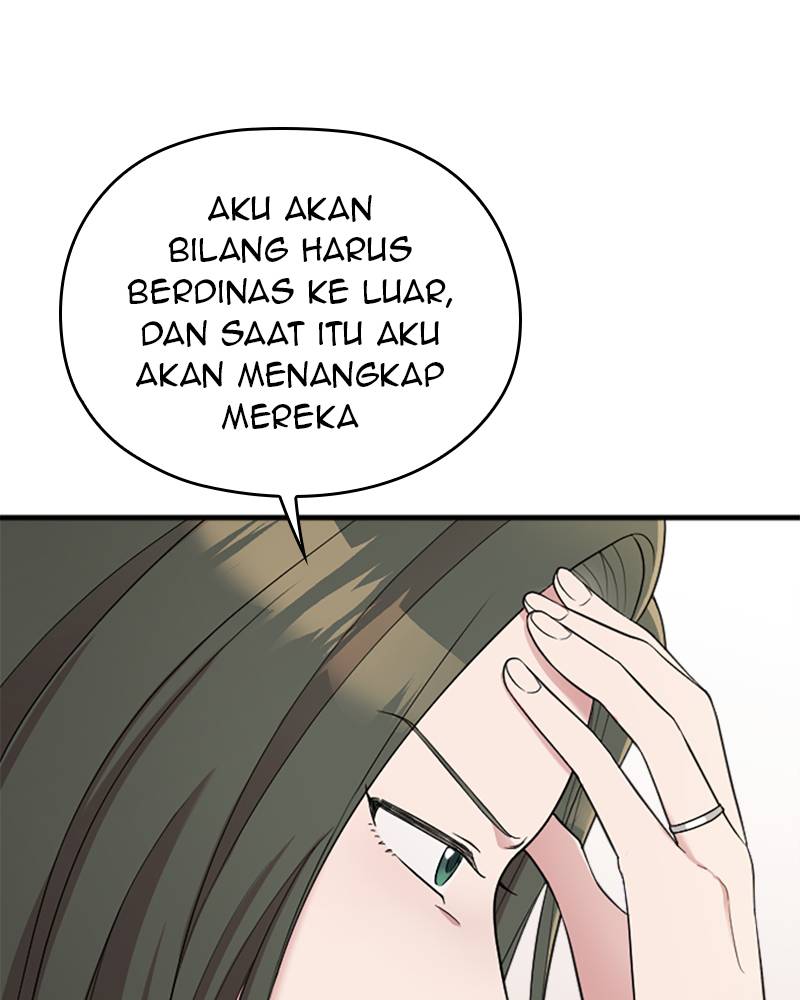 AKU AKAN
BILANG HARUS
BERDINAS KE LUAR,
DAN SAAT ITU AKU
AKAN MENANGKAP
MEREKA